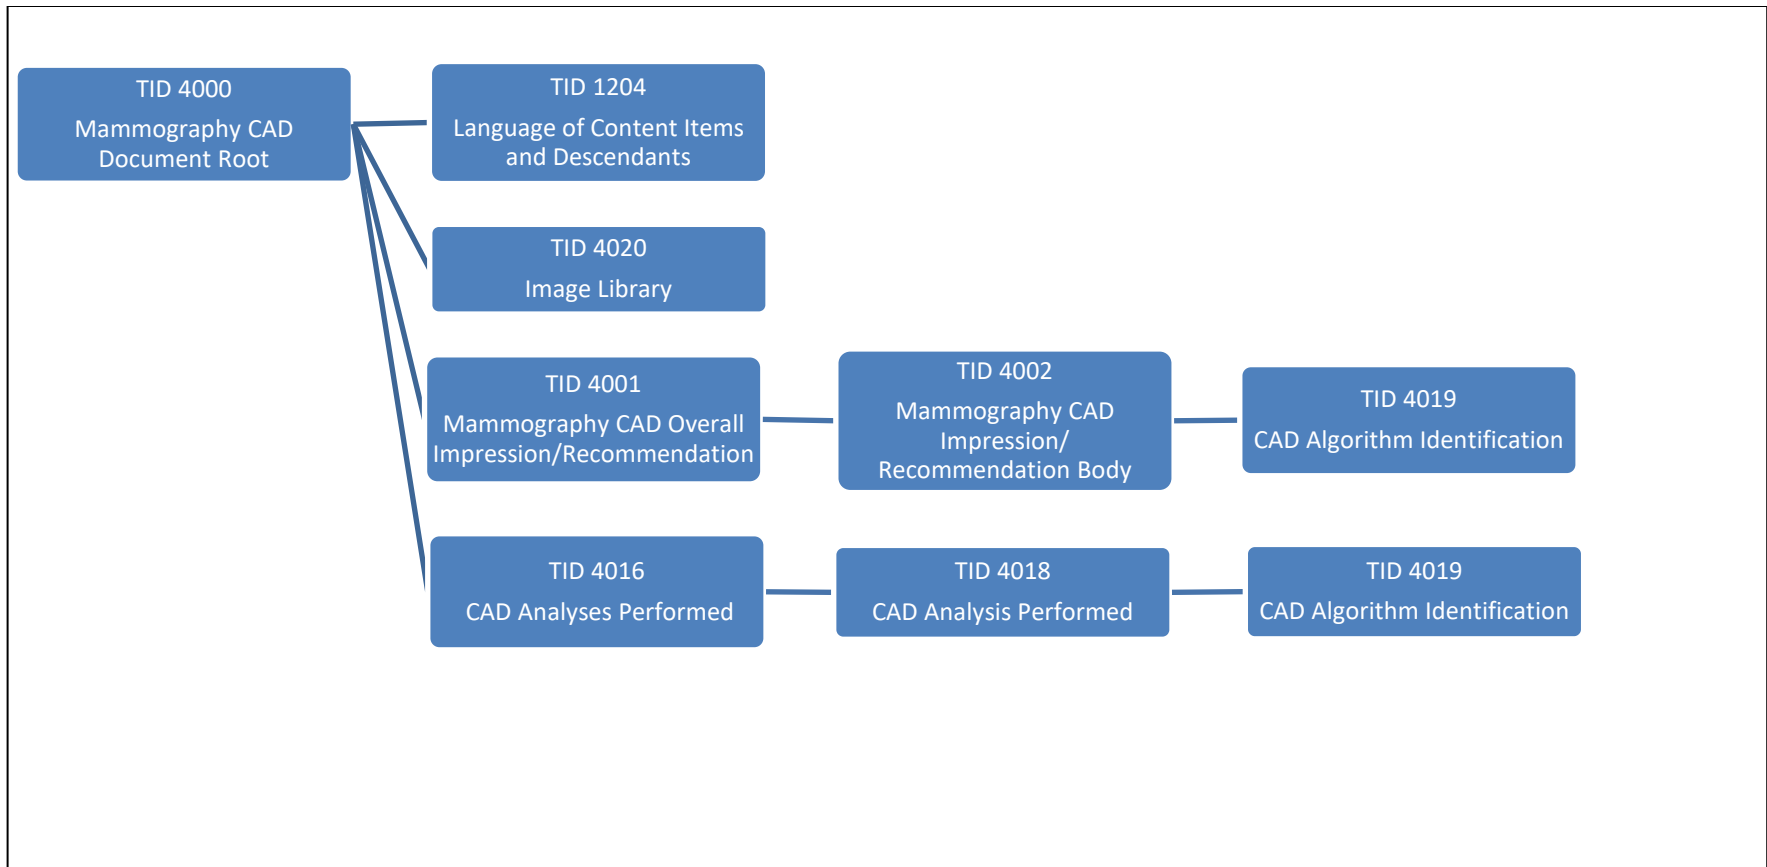 TID 4000
Mammography CAD
Document Root
TID 1204
Language of Content Items
and Descendants
TID 4020
Image Library
TID 4001
Mammography CAD Overall
Impression/Recommendation
TID 4002
Mammography CAD
Impression/
Recommendation Body
TID 4019
CAD Algorithm Identification
TID 4016
CAD Analyses Performed
TID 4018
CAD Analysis Performed
TID 4019
CAD Algorithm Identification